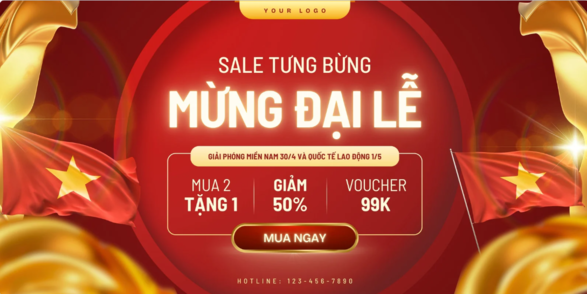 YOUR LOGO
SALE TƯNG BỪNG
MỪNG ĐẠI LỄ
GIẢI PHÓNG MIỀN NAM 30/4 VÀ QUỐC TẾ LAO ĐỘNG 1/5
MUA 2
TẶNG 1
GIẢM
50%
VOUCHER
99K
MUA NGAY
HOTLINE: 123-456-7890